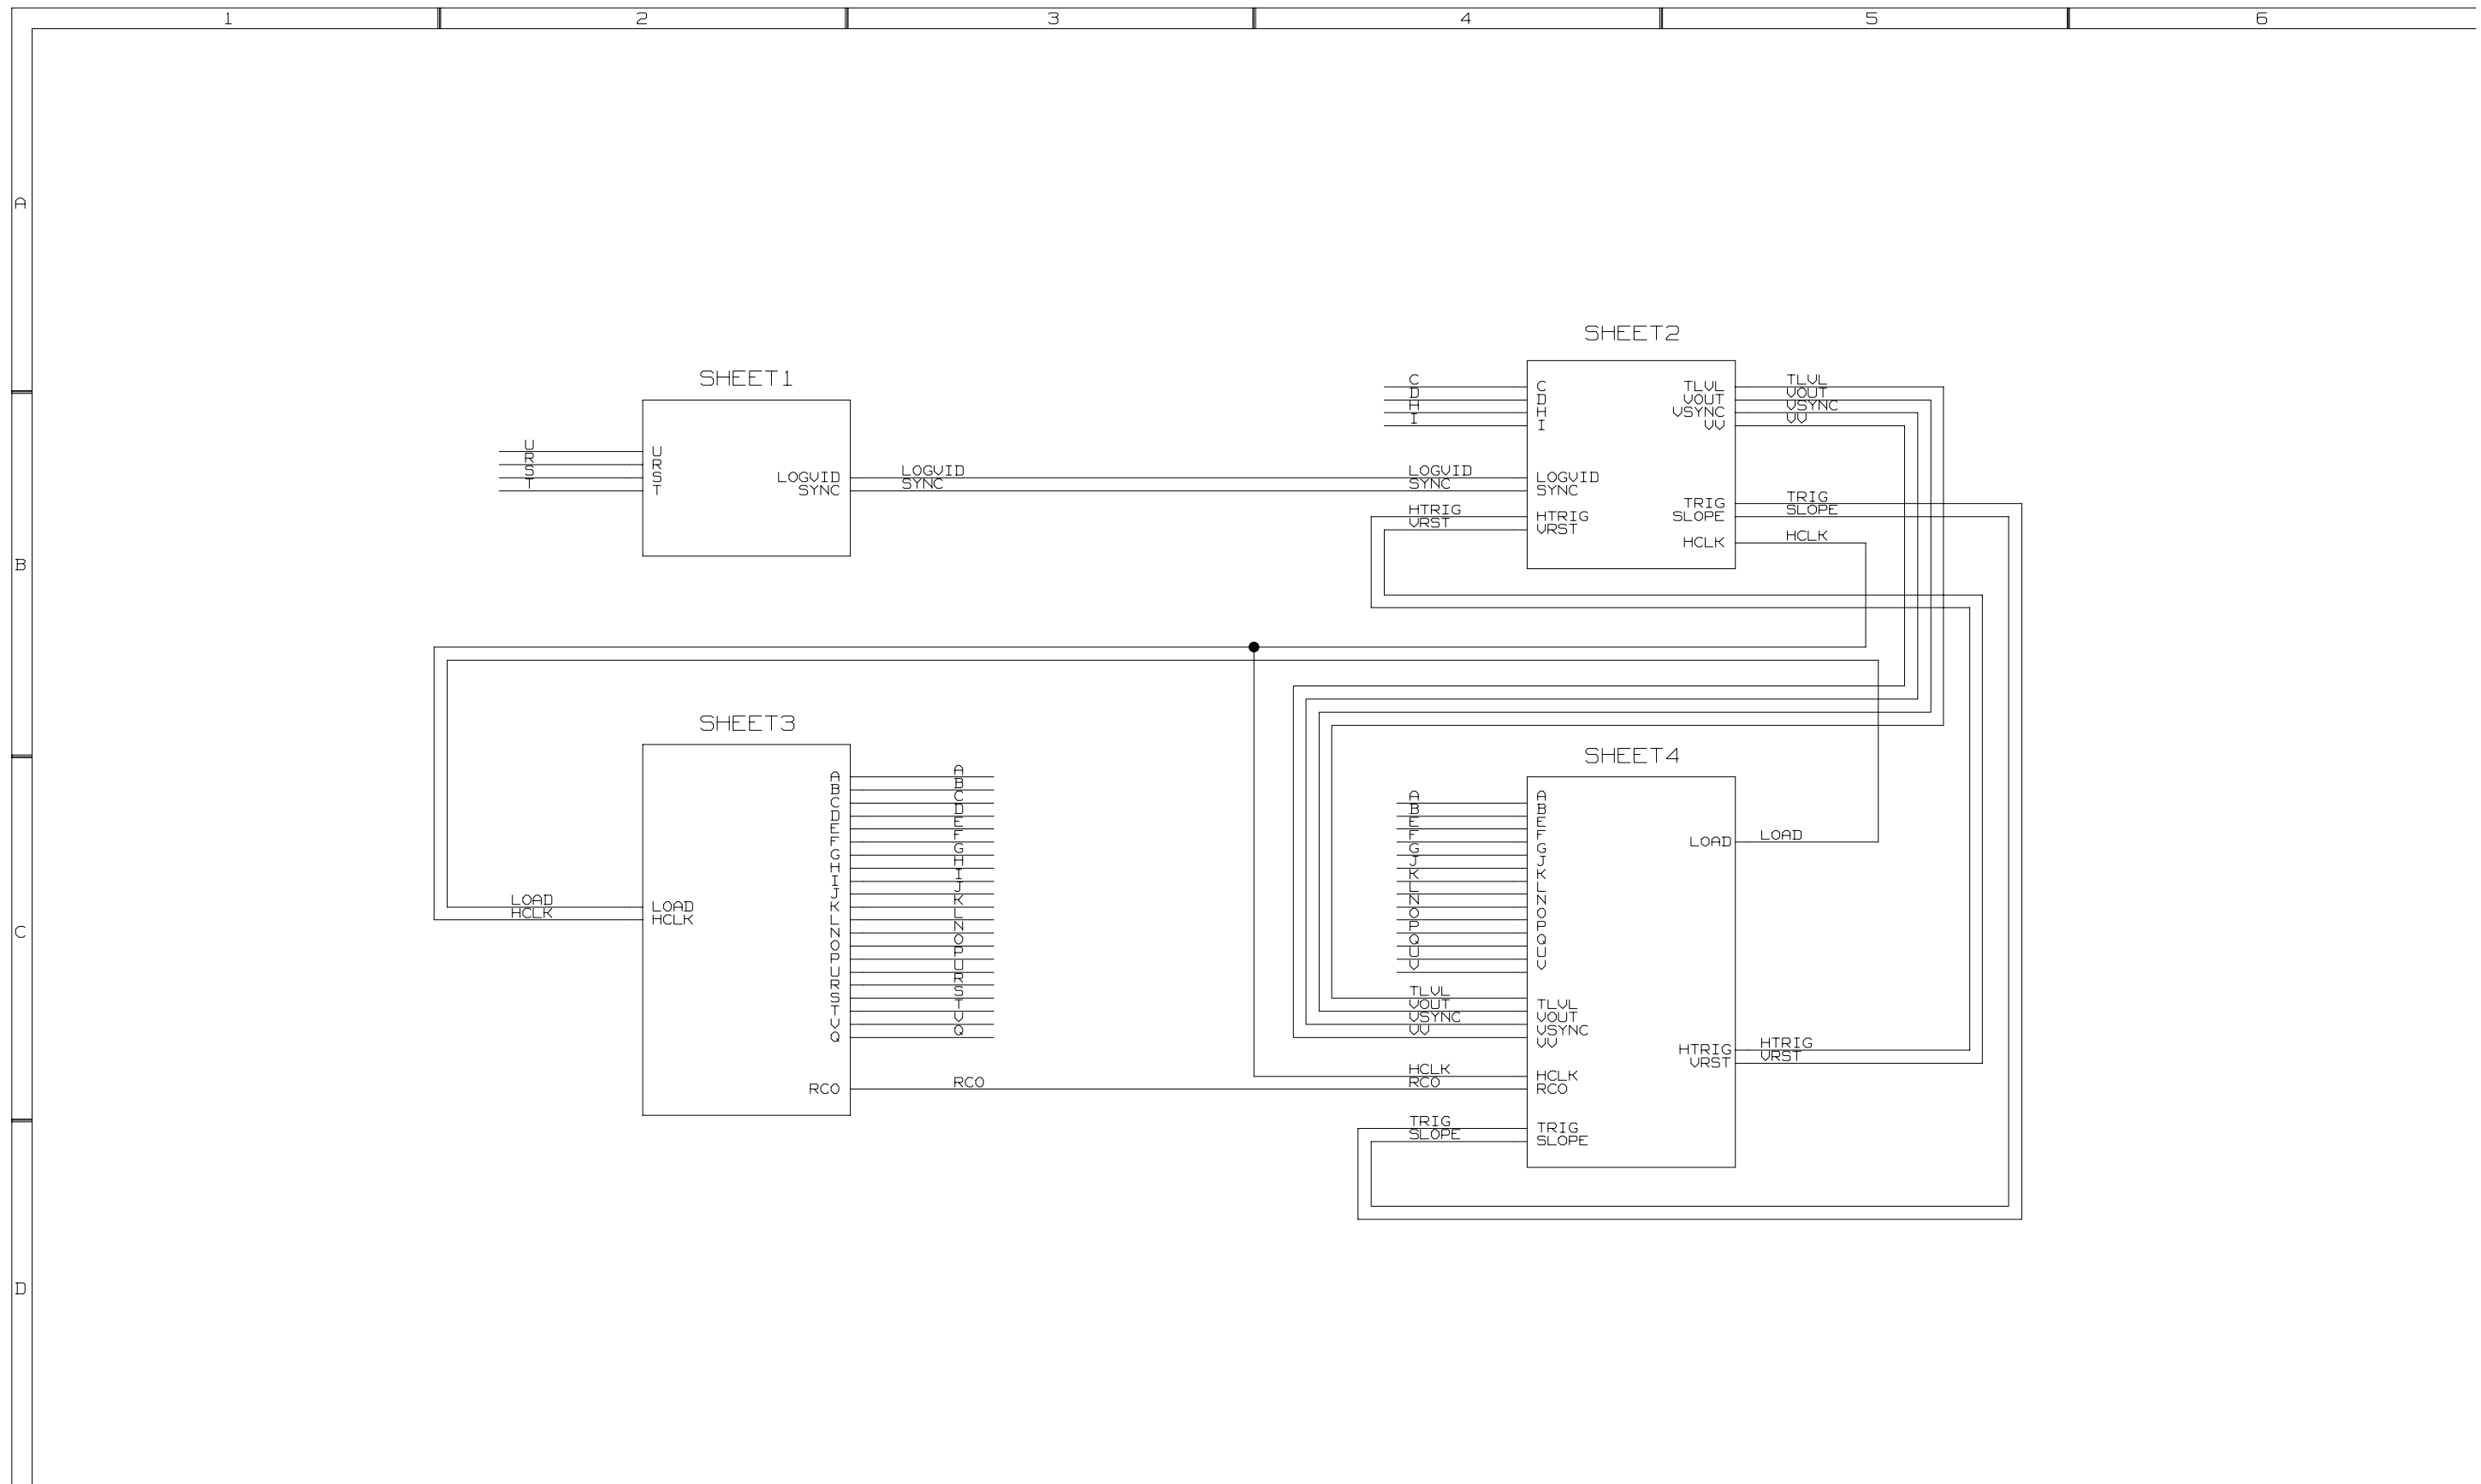 1 2 3 4 5 6
A
B
C
D
SHEET1
U
R
S
T
U
R
S
T
LOGVID
SYNC
LOGVID
SYNC
SHEET2
C
D
H
I
LOGVID
SYNC
HTRIG
VRST
C
D
H
I
LOGVID
SYNC
HTRIG
VRST
TLVL
VOUT
VSYNC
VV
TRIG
SLOPE
HCLK
TLVL
VOUT
VSYNC
VV
TRIG
SLOPE
HCLK
SHEET3
LOAD
HCLK
LOAD
HCLK
A
B
C
D
E
F
G
H
I
J
K
L
N
O
P
U
R
S
T
V
Q
RCO
A
B
C
D
E
F
G
H
I
J
K
L
N
O
P
U
R
S
T
V
Q
RCO
SHEET4
A
B
E
F
G
J
K
L
N
O
P
Q
U
V
TLVL
VOUT
VSYNC
VV
HCLK
RCO
TRIG
SLOPE
A
B
E
F
G
J
K
L
N
O
P
Q
U
V
TLVL
VOUT
VSYNC
VV
HCLK
RCO
TRIG
SLOPE
LOAD
HTRIG
VRST
LOAD
HTRIG
VRST